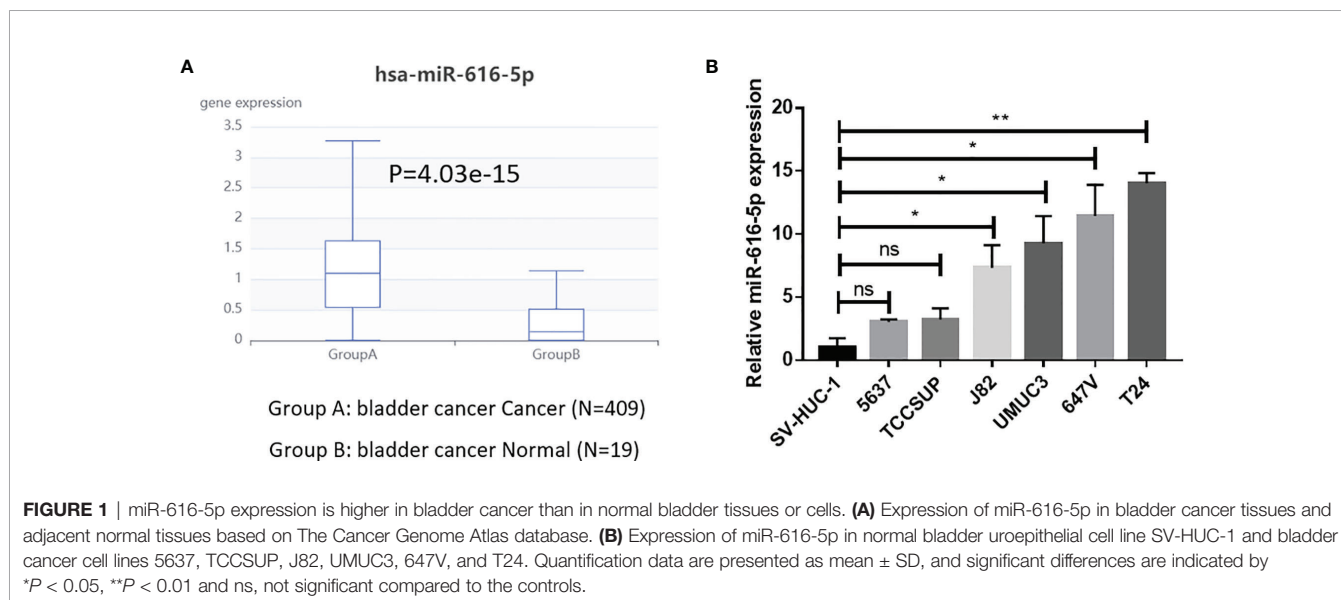 A
hsa-miR-616-5p
gene expression
3.5
3
2.5
2
1.5
1
0.5
0
P=4.03e-15
GroupA
GroupB
Group A: bladder cancer Cancer (N=409)
Group B: bladder cancer Normal (N=19)
B
Relative miR-616-5p expression
20
15
10
5
0
**
*
*
*
ns
ns
SV-HUC-1
5637
TCCSUP
J82
UMUC3
647V
T24
FIGURE 1 | miR-616-5p expression is higher in bladder cancer than in normal bladder tissues or cells. (A) Expression of miR-616-5p in bladder cancer tissues and
adjacent normal tissues based on The Cancer Genome Atlas database. (B) Expression of miR-616-5p in normal bladder uroepithelial cell line SV-HUC-1 and bladder
cancer cell lines 5637, TCCSUP, J82, UMUC3, 647V, and T24. Quantification data are presented as mean ± SD, and significant differences are indicated by
*P < 0.05, **P < 0.01 and ns, not significant compared to the controls.